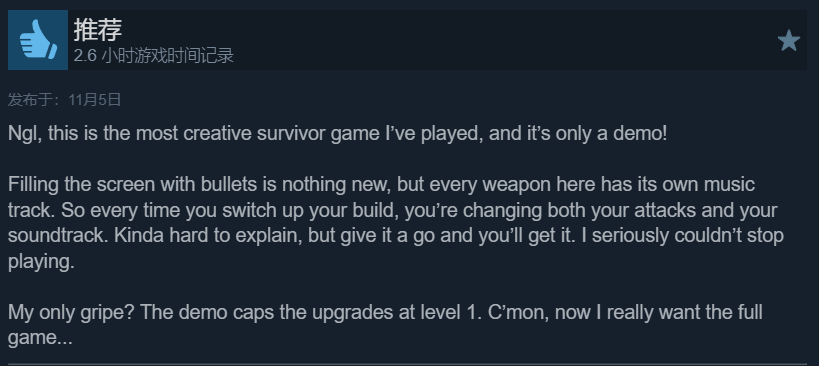 推荐
2.6 小时游戏时间记录
发布于：11月5日
Ngl, this is the most creative survivor game I’ve played, and it’s only a demo!
Filling the screen with bullets is nothing new, but every weapon here has its own music
track. So every time you switch up your build, you’re changing both your attacks and your
soundtrack. Kinda hard to explain, but give it a go and you’ll get it. I seriously couldn’t stop
playing.
My only gripe? The demo caps the upgrades at level 1. C’mon, now I really want the full
game...